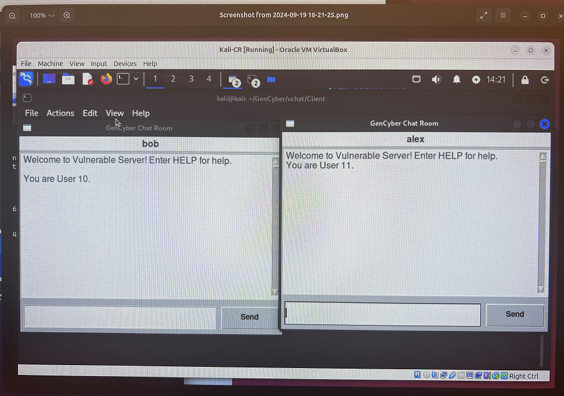 100%
Screenshot from 2024-09-19 18-21-25.png
Kali-CR [Running] - Oracle VM VirtualBox
File Machine View Input Devices Help
1 2 3 4
2
2
14:21
kali@kali: ~/GenCyber/vchat/Client
File Actions Edit View Help
GenCyber Chat Room
bob
Welcome to Vulnerable Server! Enter HELP for help.
You are User 10.
Send
GenCyber Chat Room
alex
Welcome to Vulnerable Server! Enter HELP for help.
You are User 11.
Send
Right Ctrl